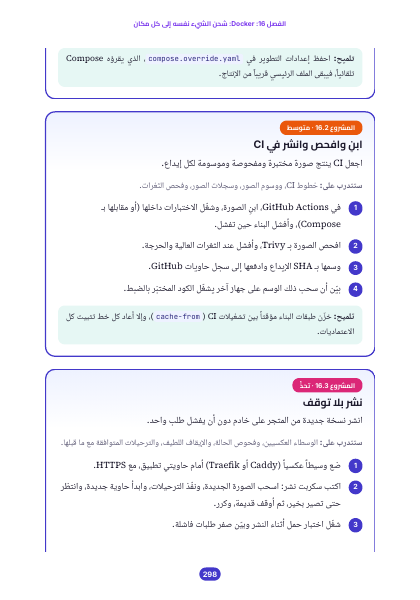 الفصل 16: Docker: شحن الشيء نفسه إلى كل مكان
تلميح: احفظ إعدادات التطوير في compose.override.yaml، الذي يقرؤه Compose
تلقائياً، فيبقى الملف الرئيسي قريباً من الإنتاج.
المشروع 16.2 · متوسط
ابنِ وافحص وانشر في CI
اجعل CI ينتج صورة مختبرة ومفحوصة وموسومة لكل إيداع.
ستتدرب على: خطوط CI، ووسوم الصور، وسجلات الصور، وفحص الثغرات.
1 في GitHub Actions، ابنِ الصورة، وشغّل الاختبارات داخلها (أو مقابلها بـ
Compose)، وأفشل البناء حين تفشل.
2 افحص الصورة بـ Trivy، وأفشل عند الثغرات العالية والحرجة.
3 وسمها بـ SHA الإيداع وادفعها إلى سجل حاويات GitHub.
4 بيّن أن سحب ذلك الوسم على جهاز آخر يشغّل الكود المختبَر بالضبط.
تلميح: خزّن طبقات البناء مؤقتاً بين تشغيلات CI (cache-from)، وإلا أعاد كل خط تثبيت كل
الاعتماديات.
المشروع 16.3 · تحدٍّ
نشر بلا توقف
انشر نسخة جديدة من المتجر على خادم دون أن يفشل طلب واحد.
ستتدرب على: الوسطاء العكسيين، وفحوص الحالة، والإيقاف اللطيف، والترحيلات المتوافقة مع ما قبلها.
1 ضع وسيطاً عكسياً (Caddy أو Traefik) أمام حاويتي تطبيق، مع HTTPS.
2 اكتب سكربت نشر: اسحب الصورة الجديدة، ونفّذ الترحيلات، وابدأ حاوية جديدة، وانتظر
حتى تصير بخير، ثم أوقف قديمة، وكرر.
3 شغّل اختبار حمل أثناء النشر وبيّن صفر طلبات فاشلة.
298